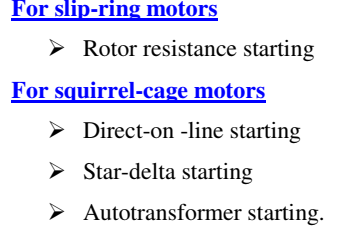 For slip-ring motors
➢ Rotor resistance starting
For squirrel-cage motors
➢ Direct-on -line starting
➢ Star-delta starting
➢ Autotransformer starting.